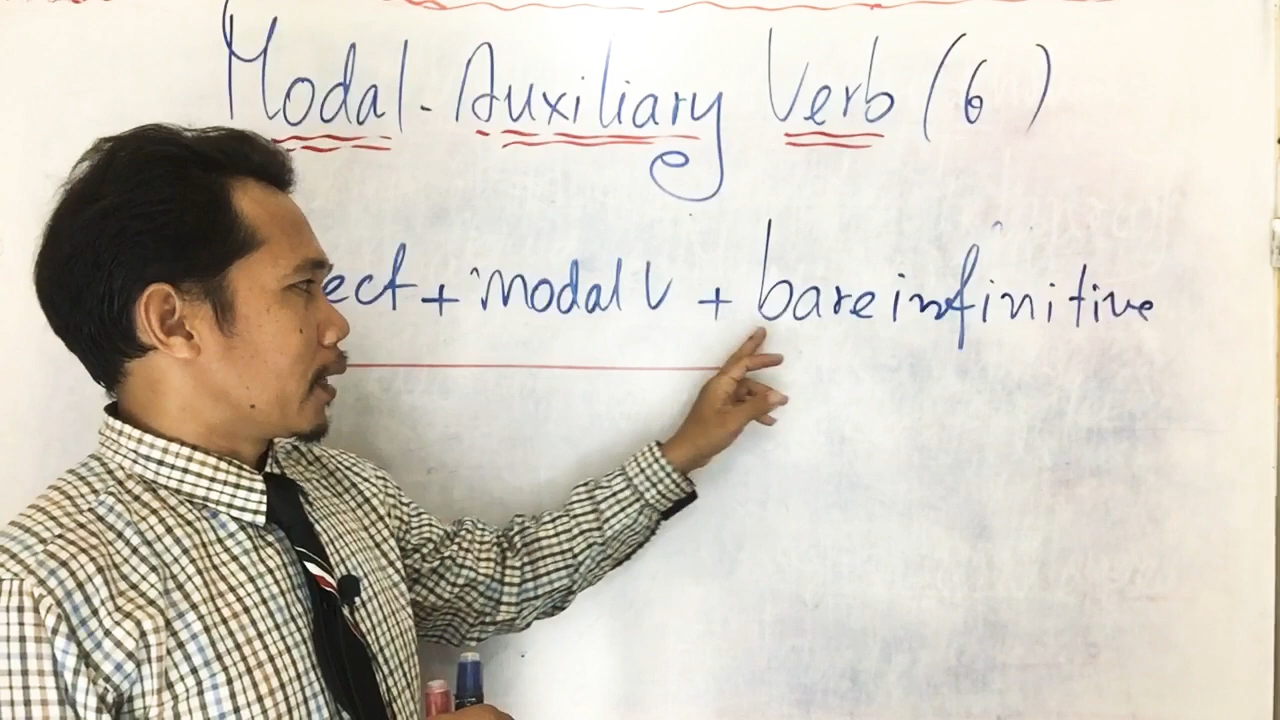 Modal-Auxiliary Verb (6)
ect + modal V + bare infinitive